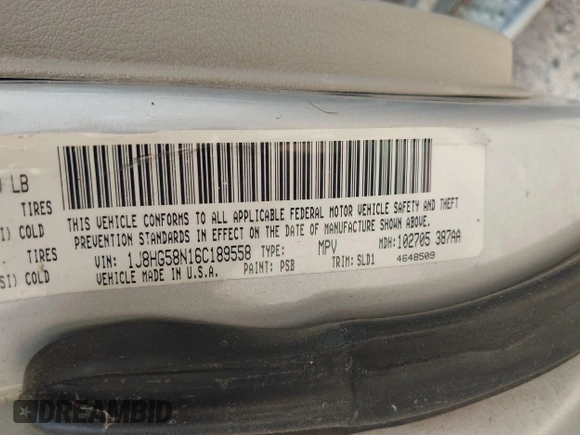 LB
TIRES
THIS VEHICLE CONFORMS TO ALL APPLICABLE FEDERAL MOTOR VEHICLE SAFETY AND THEFT
I) COLD
PREVENTION STANDARDS IN EFFECT ON THE DATE OF MANUFACTURE SHOWN ABOVE.
TIRES
VIN: 1J8HG58N16C189558 TYPE: MPV MDH: 102705 387AA
SI) COLD
VEHICLE MADE IN U.S.A. PAINT: PSB TRIM: SLD1 4648509
DREAMBID